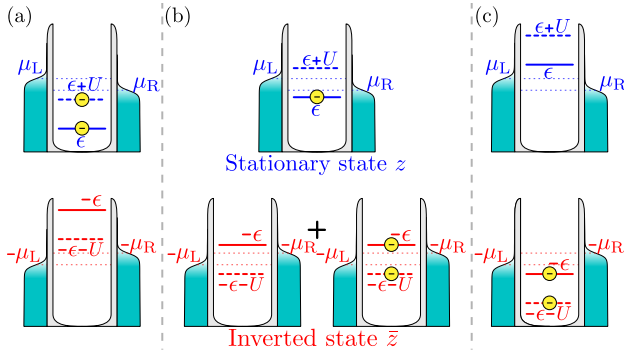 (a)
(b)
(c)
μL
ϵ+U
μR
ϵ
μL
ϵ+U
μR
ϵ
μL
ϵ+U
μR
ϵ
Stationary state z
-ϵ
-μL
-ϵ-U
-μR
+
-ϵ
-μL
-ϵ-U
-μR
-ϵ
-μL
-ϵ-U
-μR
-ϵ
-μL
-ϵ-U
-μR
Inverted state z̄